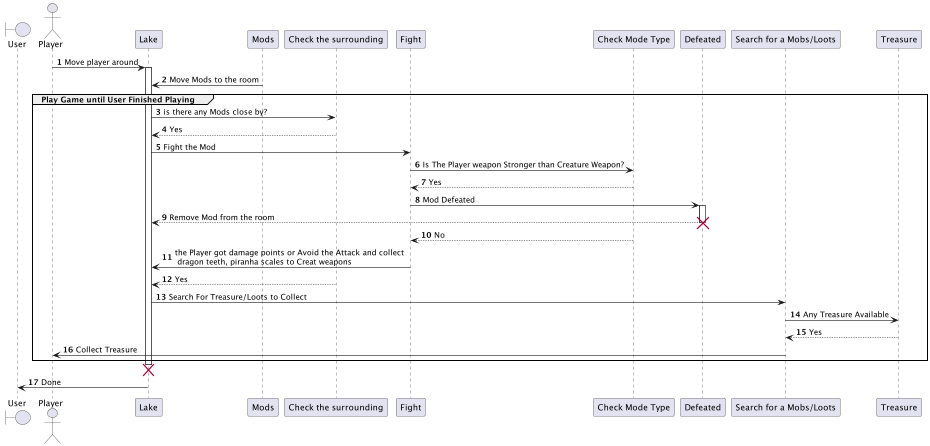 User Player Lake Mods Check the surrounding Fight Check Mode Type Defeated Search for a Mobs/Loots Treasure
1 Move player around
2 Move Mods to the room
Play Game until User Finished Playing
3 is there any Mods close by?
4 Yes
5 Fight the Mod
6 Is The Player weapon Stronger than Creature Weapon?
7 Yes
8 Mod Defeated
9 Remove Mod from the room
10 No
11 the Player got damage points or Avoid the Attack and collect
dragon teeth, piranha scales to Creat weapons
12 Yes
13 Search For Treasure/Loots to Collect
14 Any Treasure Available
15 Yes
16 Collect Treasure
17 Done
User Player Lake Mods Check the surrounding Fight Check Mode Type Defeated Search for a Mobs/Loots Treasure